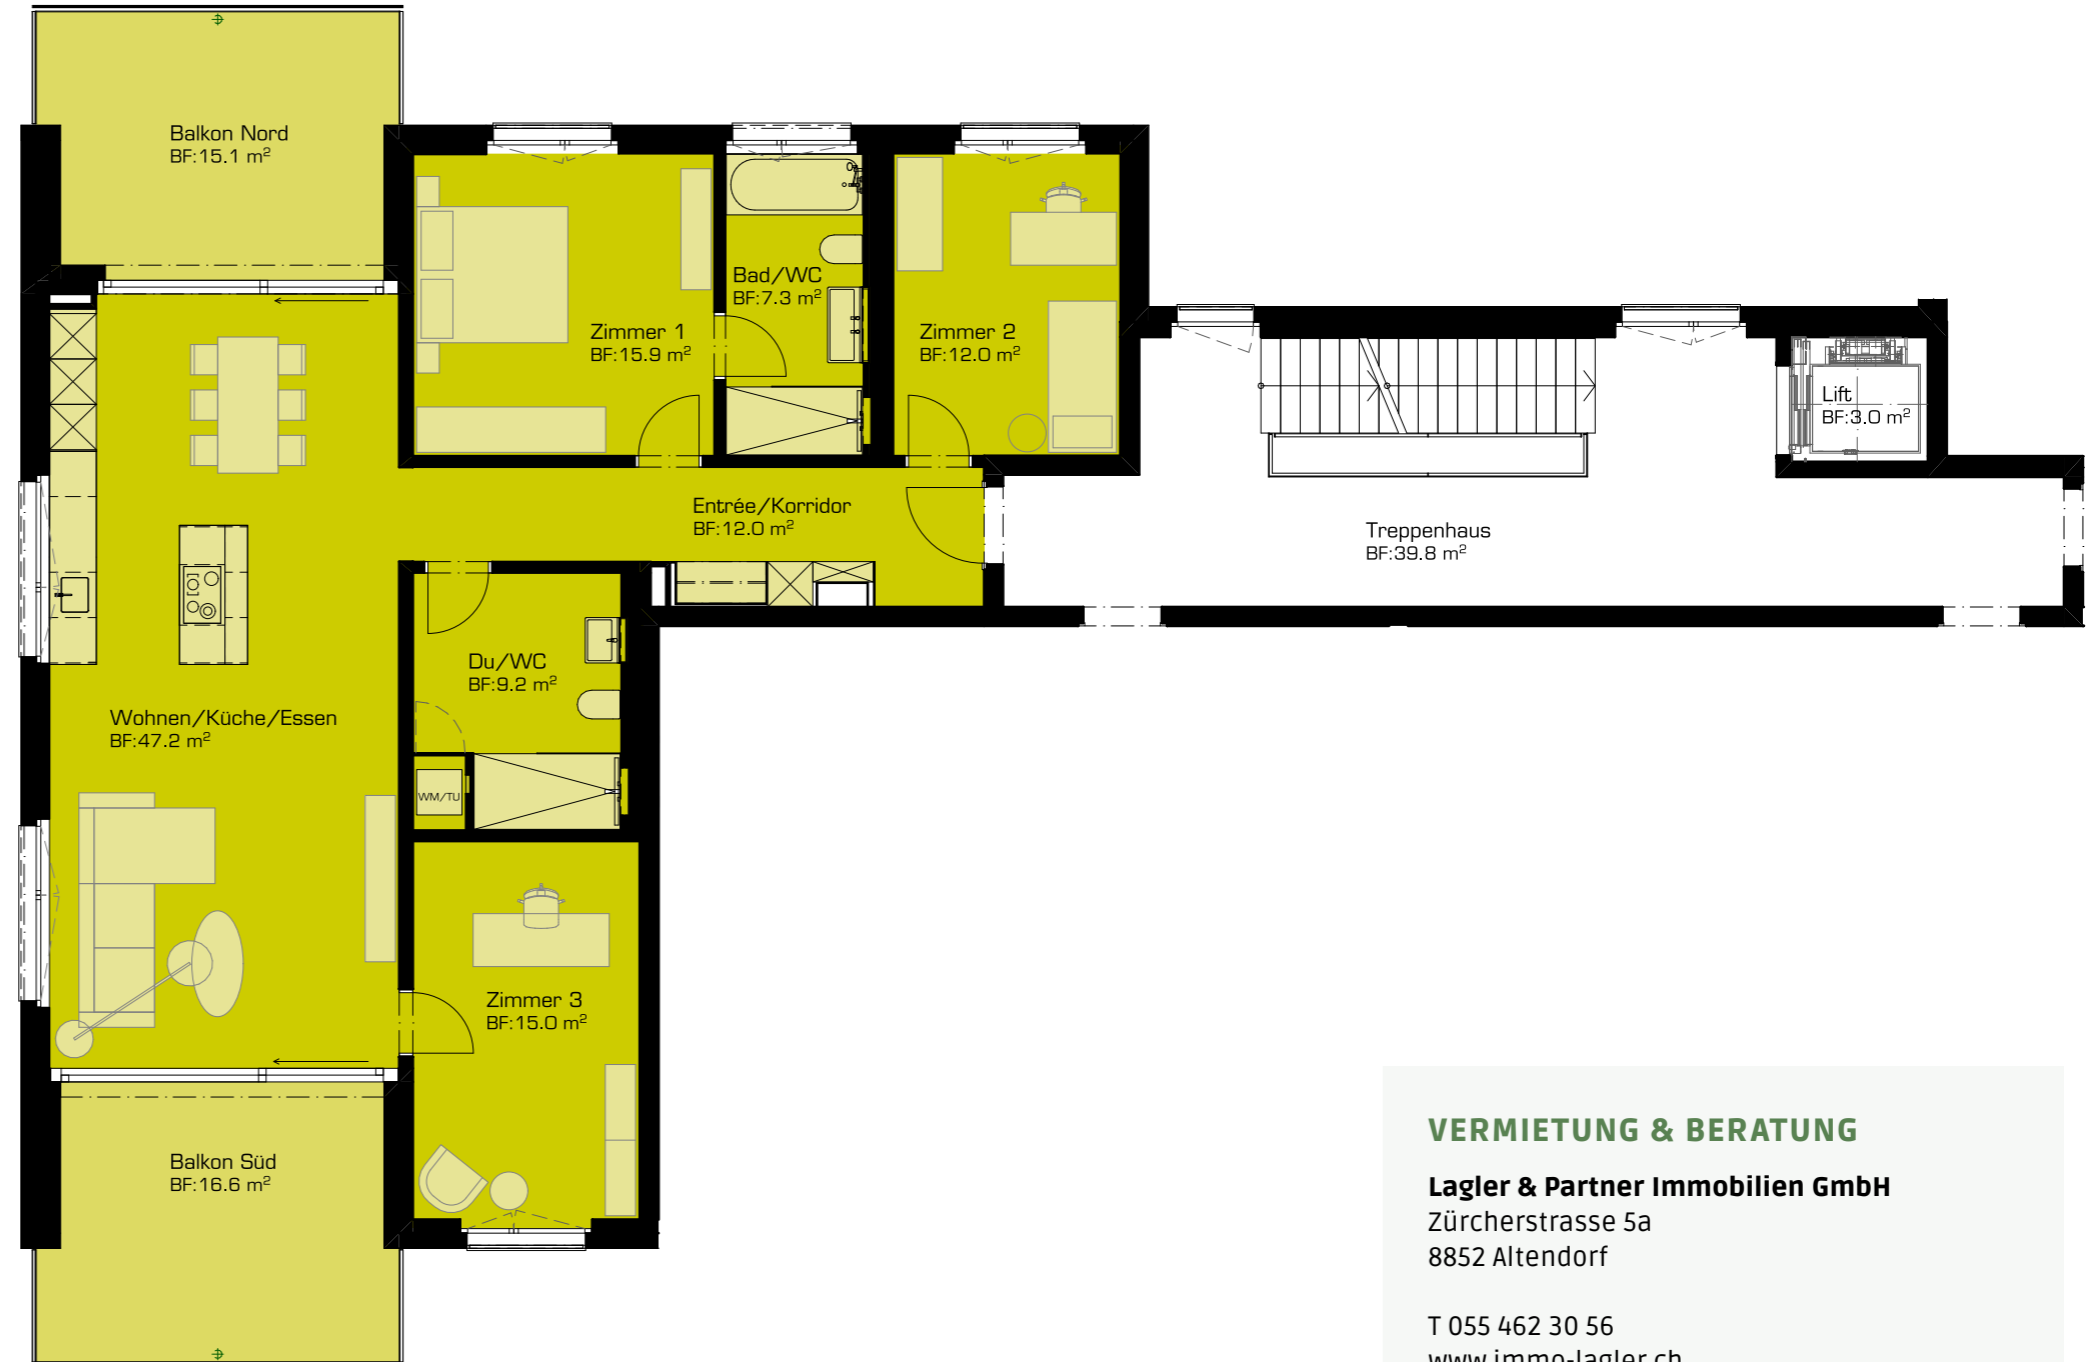 Balkon Nord
BF:15.1 m²
Zimmer 1
BF:15.9 m²
Bad/WC
BF:7.3 m²
Zimmer 2
BF:12.0 m²
Lift
BF:3.0 m²
Entrée/Korridor
BF:12.0 m²
Treppenhaus
BF:39.8 m²
Du/WC
BF:9.2 m²
Wohnen/Küche/Essen
BF:47.2 m²
WM/TU
Zimmer 3
BF:15.0 m²
Balkon Süd
BF:16.6 m²
VERMIETUNG & BERATUNG
Lagler & Partner Immobilien GmbH
Zürcherstrasse 5a
8852 Altendorf
T 055 462 30 56
www.immo-lagler.ch